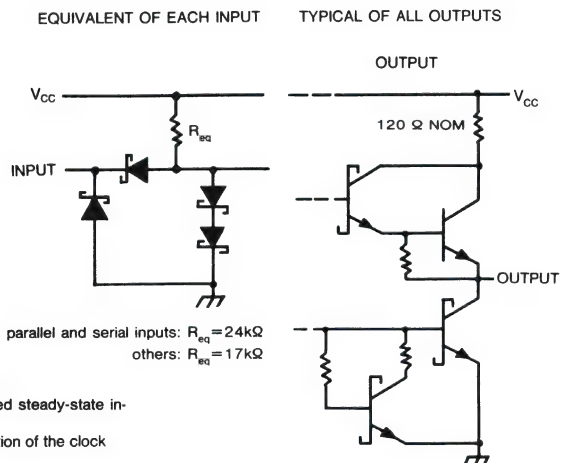 EQUIVALENT OF EACH INPUT
TYPICAL OF ALL OUTPUTS
OUTPUT
VCC
Req
INPUT
VCC
120 Ω NOM
OUTPUT
parallel and serial inputs: Req=24kΩ
others: Req=17kΩ
ed steady-state in-
tion of the clock